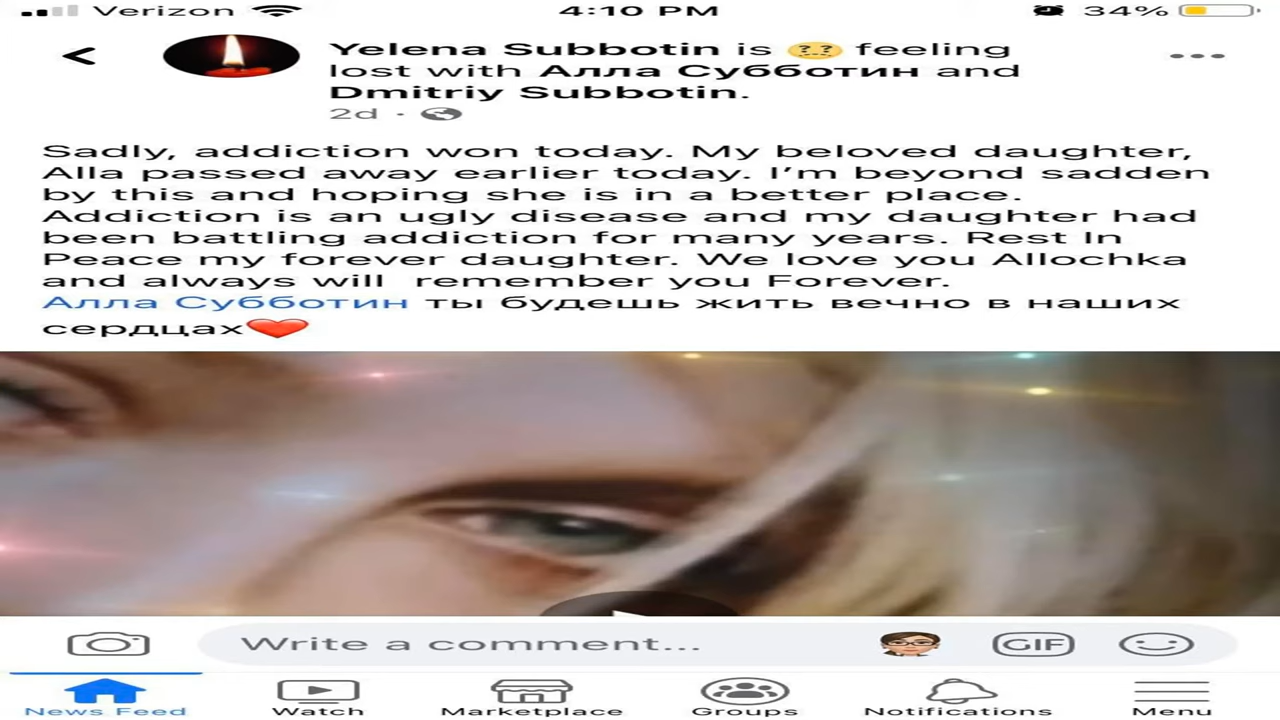 Verizon 4:10 PM 34%
Yelena Subbotin is feeling
lost with Алла Субботин and
Dmitriy Subbotin.
2d ·
Sadly, addiction won today. My beloved daughter,
Alla passed away earlier today. I’m beyond sadden
by this and hoping she is in a better place.
Addiction is an ugly disease and my daughter had
been battling addiction for many years. Rest In
Peace my forever daughter. We love you Allochka
and always will remember you Forever.
Алла Субботин ты будешь жить вечно в наших
сердцах❤️
Write a comment...
GIF
News Feed Watch Marketplace Groups Notifications Menu